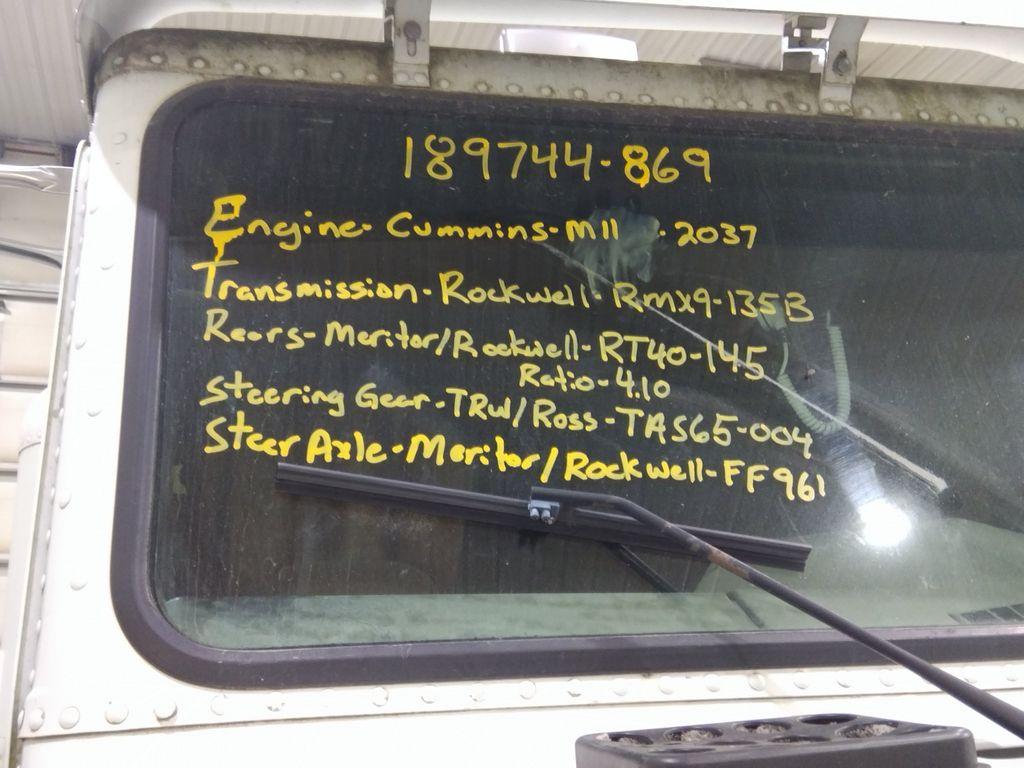 189744-869
Engine- Cummins- M11 - 2037
Transmission- Rockwell- RMX9-135B
Rears- Meritor/Rockwell- RT40-145
Ratio- 4.10
Steering Gear- TRW/Ross- TAS65-004
Steer Axle- Meritor/Rockwell- FF961